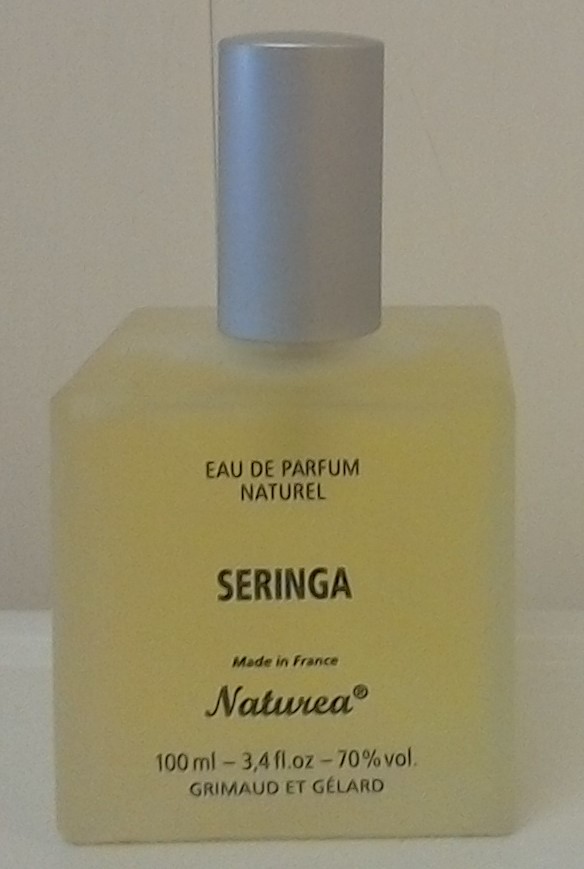 EAU DE PARFUM
NATUREL
SERINGA
Made in France
Naturea®
100 ml – 3,4 fl.oz – 70% vol.
GRIMAUD ET GÉLARD